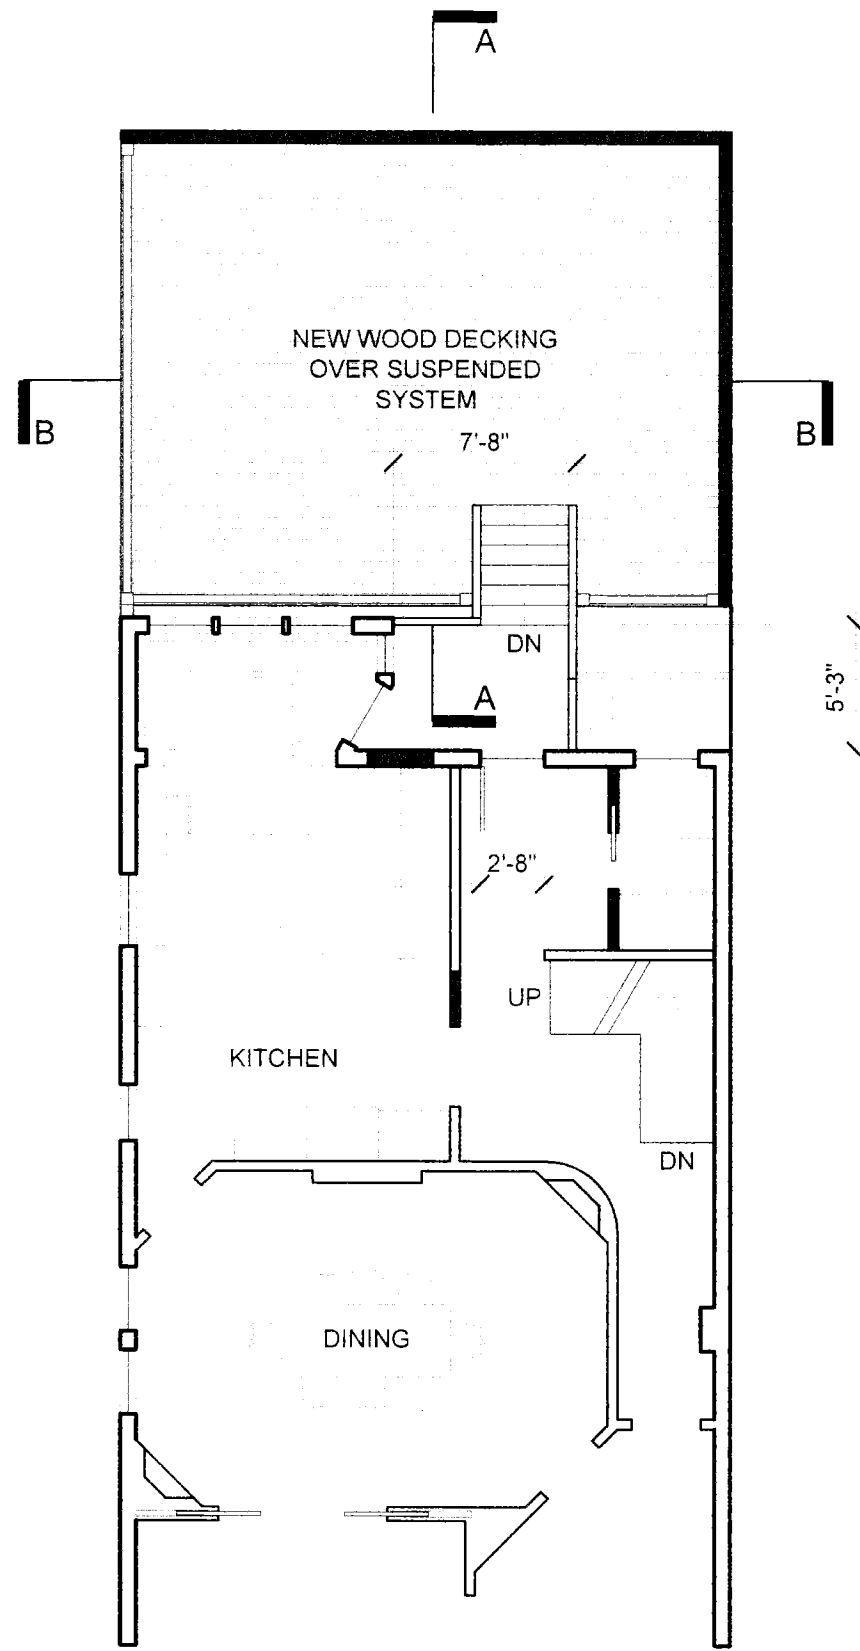 A
NEW WOOD DECKING
OVER SUSPENDED
SYSTEM
B
B
7'-8"
DN
5'-3"
A
2'-8"
UP
KITCHEN
DN
DINING